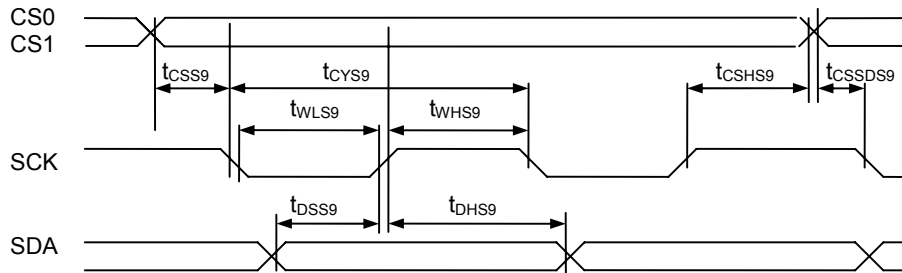 CS0
CS1
tCSS9 tCYS9 tCSHS9 tCSSDS9
tWLS9 tWHS9
SCK
tDSS9 tDHS9
SDA